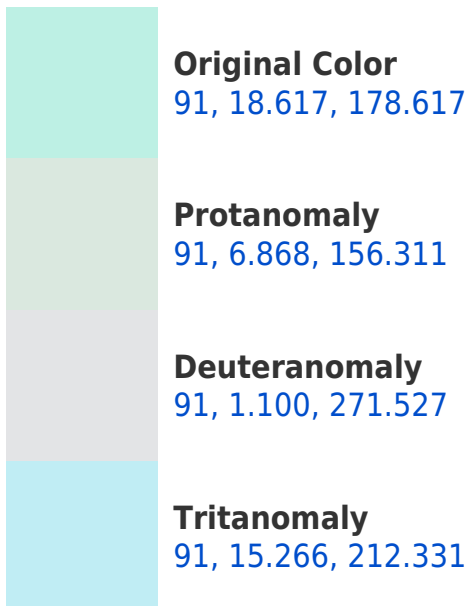 Original Color
91, 18.617, 178.617
Protanomaly
91, 6.868, 156.311
Deuteranomaly
91, 1.100, 271.527
Tritanomaly
91, 15.266, 212.331